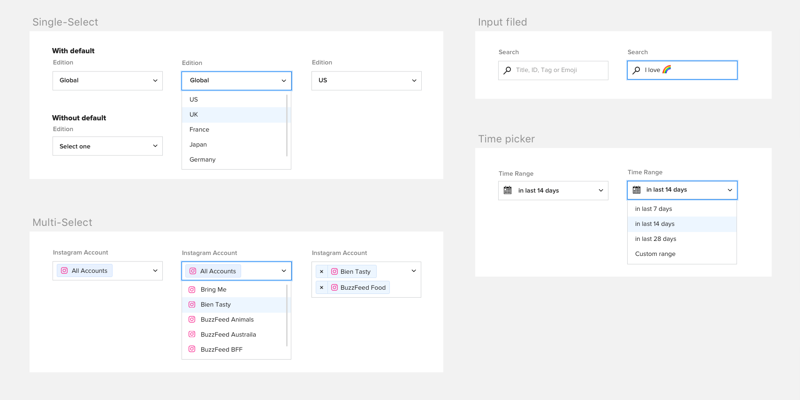 Single-Select
With default
Edition
Global
Edition
Global
US
UK
France
Japan
Germany
Edition
US
Without default
Edition
Select one
Multi-Select
Instagram Account
All Accounts
Instagram Account
All Accounts
Bring Me
Bien Tasty
BuzzFeed Animals
BuzzFeed Austraila
BuzzFeed BFF
Instagram Account
× Bien Tasty
× BuzzFeed Food
Input filed
Search
Title, ID, Tag or Emoji
Search
I love 🌈
Time picker
Time Range
in last 14 days
Time Range
in last 14 days
in last 7 days
in last 14 days
in last 28 days
Custom range